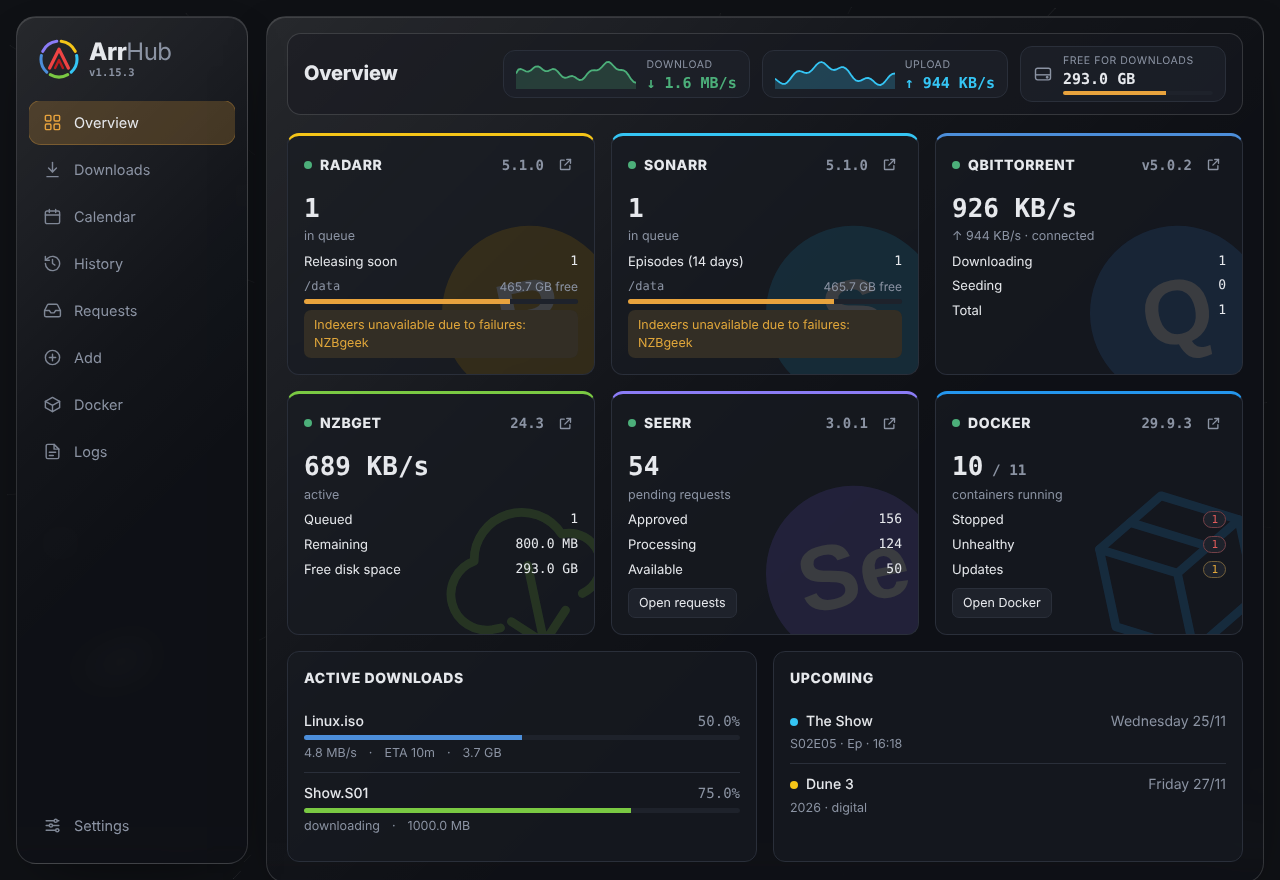 ArrHub
v1.15.3
Overview
Downloads
Calendar
History
Requests
Add
Docker
Logs
Settings
Overview
DOWNLOAD
↓ 1.6 MB/s
UPLOAD
↑ 944 KB/s
FREE FOR DOWNLOADS
293.0 GB
RADARR 5.1.0
1
in queue
Releasing soon 1
/data 465.7 GB free
Indexers unavailable due to failures:
NZBgeek
SONARR 5.1.0
1
in queue
Episodes (14 days) 1
/data 465.7 GB free
Indexers unavailable due to failures:
NZBgeek
QBITTORRENT v5.0.2
926 KB/s
↑ 944 KB/s · connected
Downloading 1
Seeding 0
Total 1
Q
NZBGET 24.3
689 KB/s
active
Queued 1
Remaining 800.0 MB
Free disk space 293.0 GB
SEERR 3.0.1
54
pending requests
Approved 156
Processing 124
Available 50
Open requests
Se
DOCKER 29.9.3
10 / 11
containers running
Stopped 1
Unhealthy 1
Updates 1
Open Docker
ACTIVE DOWNLOADS
Linux.iso 50.0%
4.8 MB/s · ETA 10m · 3.7 GB
Show.S01 75.0%
downloading · 1000.0 MB
UPCOMING
The Show Wednesday 25/11
S02E05 · Ep · 16:18
Dune 3 Friday 27/11
2026 · digital